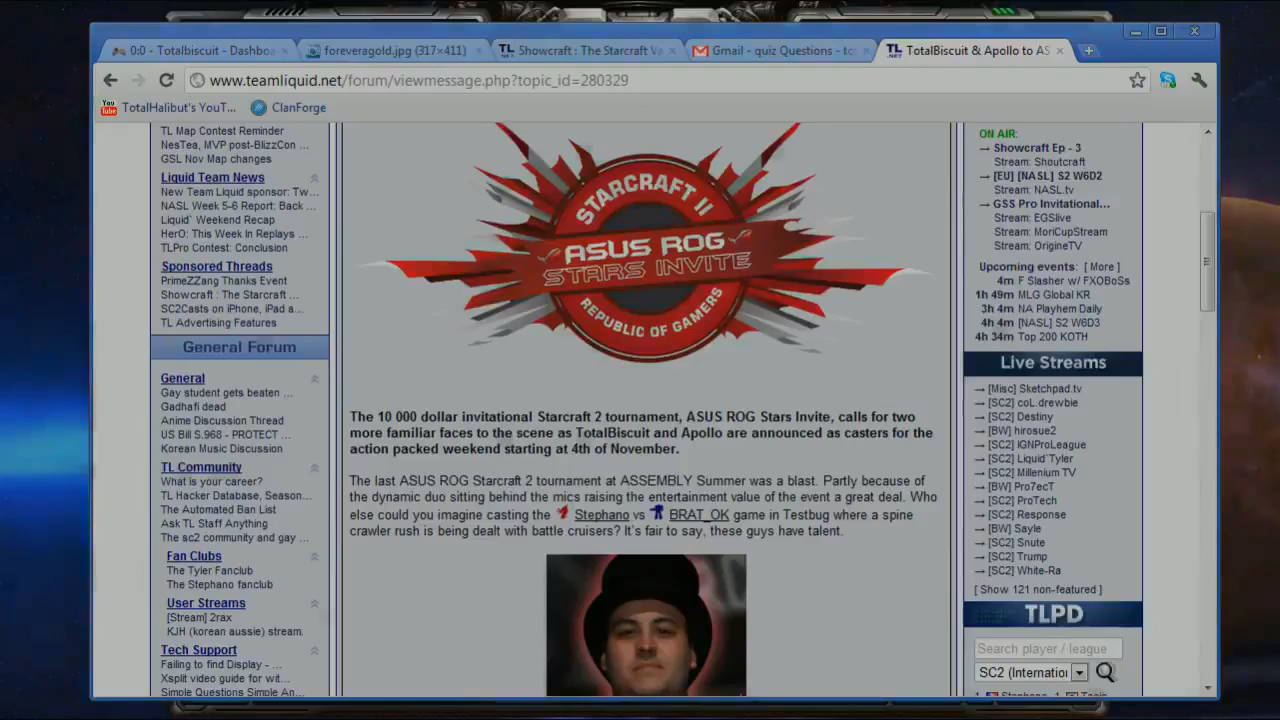 0:0 - Totalbiscuit - Dashboa
foreveragold.jpg (317×411)
Showcraft : The Starcraft Va
Gmail - quiz Questions - to
TotalBiscuit & Apollo to AS
www.teamliquid.net/forum/viewmessage.php?topic_id=280329
TotalHalibut's YouT...
ClanForge
TL Map Contest Reminder
NesTea, MVP post-BlizzCon ...
GSL Nov Map changes
Liquid Team News
New Team Liquid sponsor: Tw...
NASL Week 5-6 Report: Back ...
Liquid` Weekend Recap
HerO: This Week In Replays ...
TLPro Contest: Conclusion
Sponsored Threads
PrimeZZang Thanks Event
Showcraft : The Starcraft ...
SC2Casts on iPhone, iPad a...
TL Advertising Features
General Forum
General
Gay student gets beaten ...
Gadhafi dead
Anime Discussion Thread
US Bill S.968 - PROTECT ...
Korean Music Discussion
TL Community
What is your career?
TL Hacker Database, Season...
The Automated Ban List
Ask TL Staff Anything
The sc2 community and gay ...
Fan Clubs
The Tyler Fanclub
The Stephano fanclub
User Streams
[Stream] 2rax
KJH (korean aussie) stream.
Tech Support
Failing to find Display - ...
Xsplit video guide for wit...
Simple Questions Simple An...
STARCRAFT II
ASUS ROG
STARS INVITE
REPUBLIC OF GAMERS
The 10 000 dollar invitational Starcraft 2 tournament, ASUS ROG Stars Invite, calls for two
more familiar faces to the scene as TotalBiscuit and Apollo are announced as casters for the
action packed weekend starting at 4th of November.
The last ASUS ROG Starcraft 2 tournament at ASSEMBLY Summer was a blast. Partly because of
the dynamic duo sitting behind the mics raising the entertainment value of the event a great deal. Who
else could you imagine casting the Stephano vs BRAT_OK game in Testbug where a spine
crawler rush is being dealt with battle cruisers? It's fair to say, these guys have talent.
ON AIR:
→ Showcraft Ep - 3
Stream: Shoutcraft
→ [EU] [NASL] S2 W6D2
Stream: NASL.tv
→ GSS Pro Invitational...
Stream: EGSlive
Stream: MoriCupStream
Stream: OrigineTV
Upcoming events: [ More ]
4m F Slasher w/ FXOBoSs
1h 49m MLG Global KR
3h 4m NA Playhem Daily
4h 4m [NASL] S2 W6D3
4h 34m Top 200 KOTH
Live Streams
→ [Misc] Sketchpad.tv
→ [SC2] coL.drewbie
→ [SC2] Destiny
→ [BW] hirosue2
→ [SC2] IGNProLeague
→ [SC2] Liquid`Tyler
→ [SC2] Millenium TV
→ [BW] Pro7ecT
→ [SC2] ProTech
→ [SC2] Response
→ [BW] Sayle
→ [SC2] Snute
→ [SC2] Trump
→ [SC2] White-Ra
[ Show 121 non-featured ]
TLPD
Search player / league
SC2 (Internatio